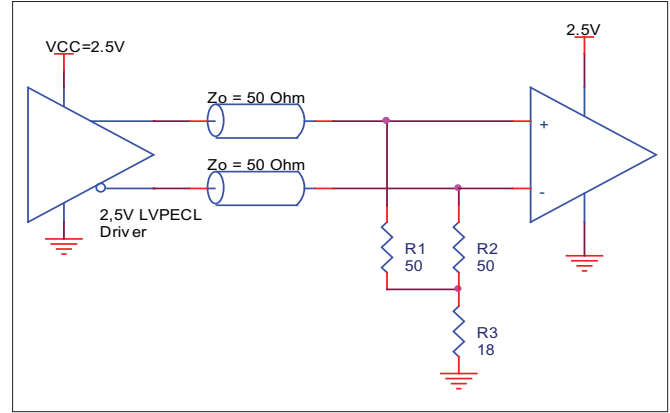 VCC=2.5V
2.5V
Zo = 50 Ohm
+
Zo = 50 Ohm
-
2,5V LVPECL
Driver
R1
50
R2
50
R3
18